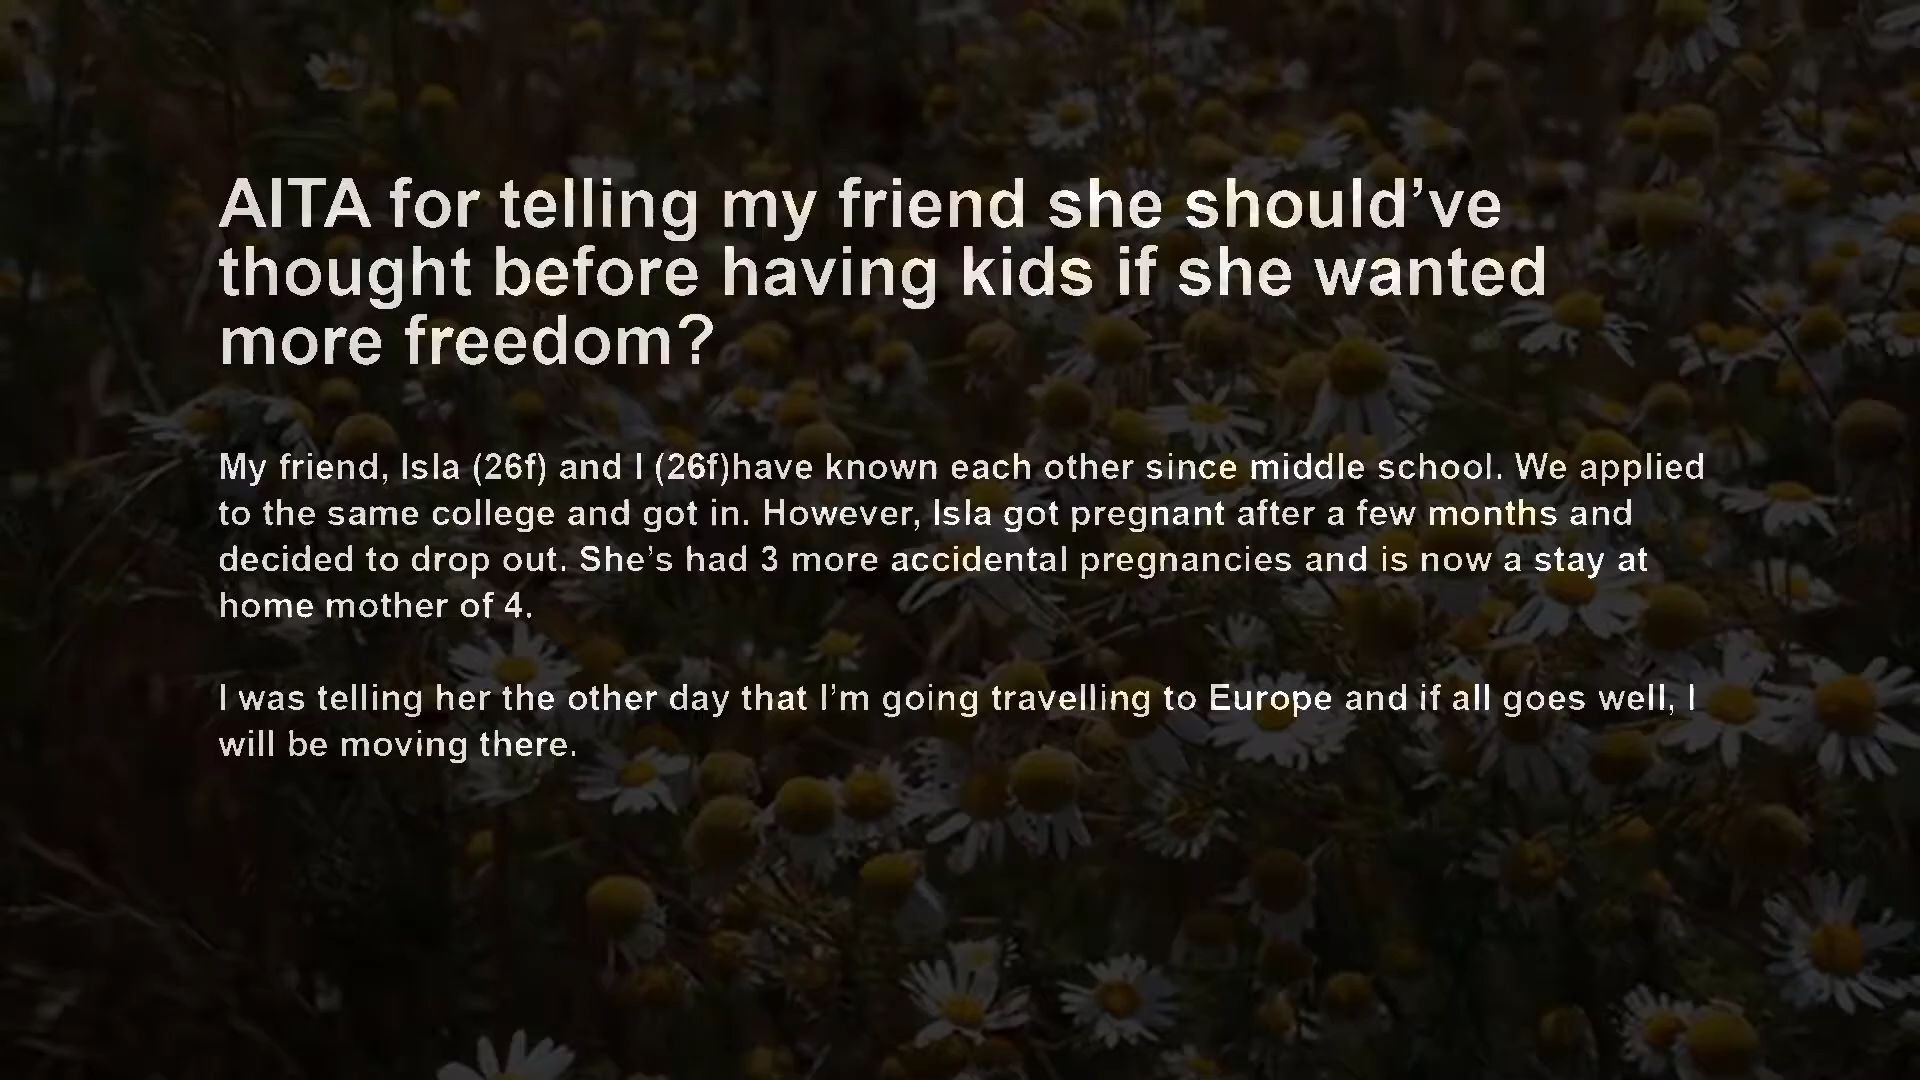 AITA for telling my friend she should’ve
thought before having kids if she wanted
more freedom?
My friend, Isla (26f) and I (26f)have known each other since middle school. We applied
to the same college and got in. However, Isla got pregnant after a few months and
decided to drop out. She’s had 3 more accidental pregnancies and is now a stay at
home mother of 4.
I was telling her the other day that I’m going travelling to Europe and if all goes well, I
will be moving there.